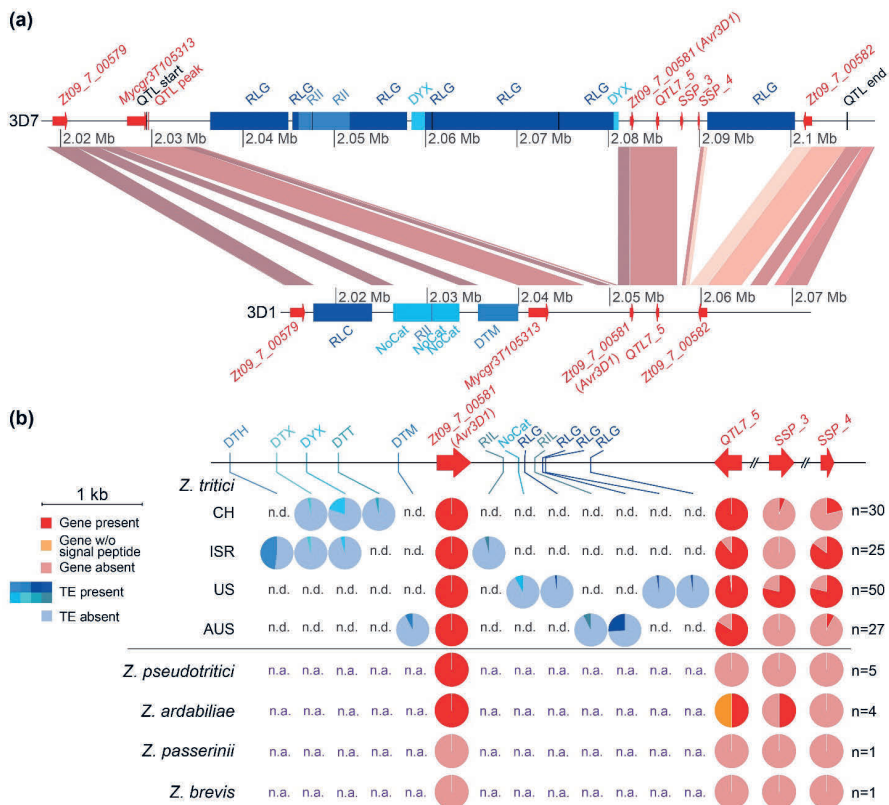 (a)
Zt09_7_00579
Mycgr3T105313
QTL start
QTL peak
RLG
RLG
RII
RII
RLG
DYX
RLG
RLG
DYX
Zt09_7_00581 (Avr3D1)
QTL7_5
SSP_3
SSP_4
RLG
Zt09_7_00582
QTL end
3D7
2.02 Mb
2.03 Mb
2.04 Mb
2.05 Mb
2.06 Mb
2.07 Mb
2.08 Mb
2.09 Mb
2.1 Mb
2.02 Mb
2.03 Mb
2.04 Mb
2.05 Mb
2.06 Mb
2.07 Mb
3D1
Zt09_7_00579
RLC
NoCat
RII
NoCat
NoCat
DTM
Mycgr3T105313
Zt09_7_00581
(Avr3D1)
QTL7_5
Zt09_7_00582
(b)
DTH
DTX
DYX
DTT
DTM
Zt09_7_00581
(Avr3D1)
RIL
NoCat
RLG
RIL
RLG
RLG
RLG
QTL7_5
SSP_3
SSP_4
1 kb
Gene present
Gene w/o
signal peptide
Gene absent
TE present
TE absent
Z. tritici
CH n.d. n.d. n.d. n.d. n.d. n.d. n.d. n.d. n.d. n.d. n=30
ISR n.d. n.d. n.d. n.d. n.d. n.d. n.d. n.d. n=25
US n.d. n.d. n.d. n.d. n.d. n.d. n.d. n.d. n=50
AUS n.d. n.d. n.d. n.d. n.d. n.d. n.d. n.d. n.d. n=27
Z. pseudotritici n.a. n.a. n.a. n.a. n.a. n.a. n.a. n.a. n.a. n.a. n.a. n.a. n=5
Z. ardabiliae n.a. n.a. n.a. n.a. n.a. n.a. n.a. n.a. n.a. n.a. n.a. n.a. n=4
Z. passerinii n.a. n.a. n.a. n.a. n.a. n.a. n.a. n.a. n.a. n.a. n.a. n.a. n=1
Z. brevis n.a. n.a. n.a. n.a. n.a. n.a. n.a. n.a. n.a. n.a. n.a. n.a. n=1